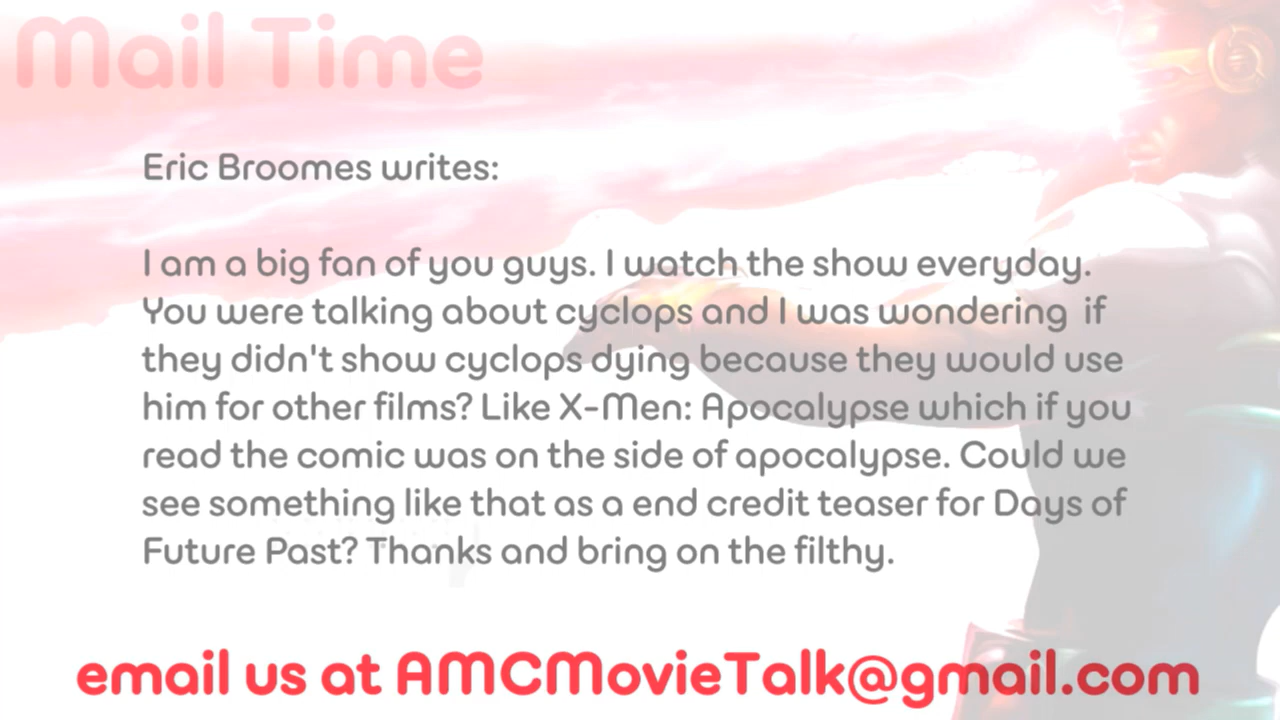 Mail Time
Eric Broomes writes:
I am a big fan of you guys. I watch the show everyday.
You were talking about cyclops and I was wondering  if
they didn't show cyclops dying because they would use
him for other films? Like X-Men: Apocalypse which if you
read the comic was on the side of apocalypse. Could we
see something like that as a end credit teaser for Days of
Future Past? Thanks and bring on the filthy.
email us at AMCMovieTalk@gmail.com